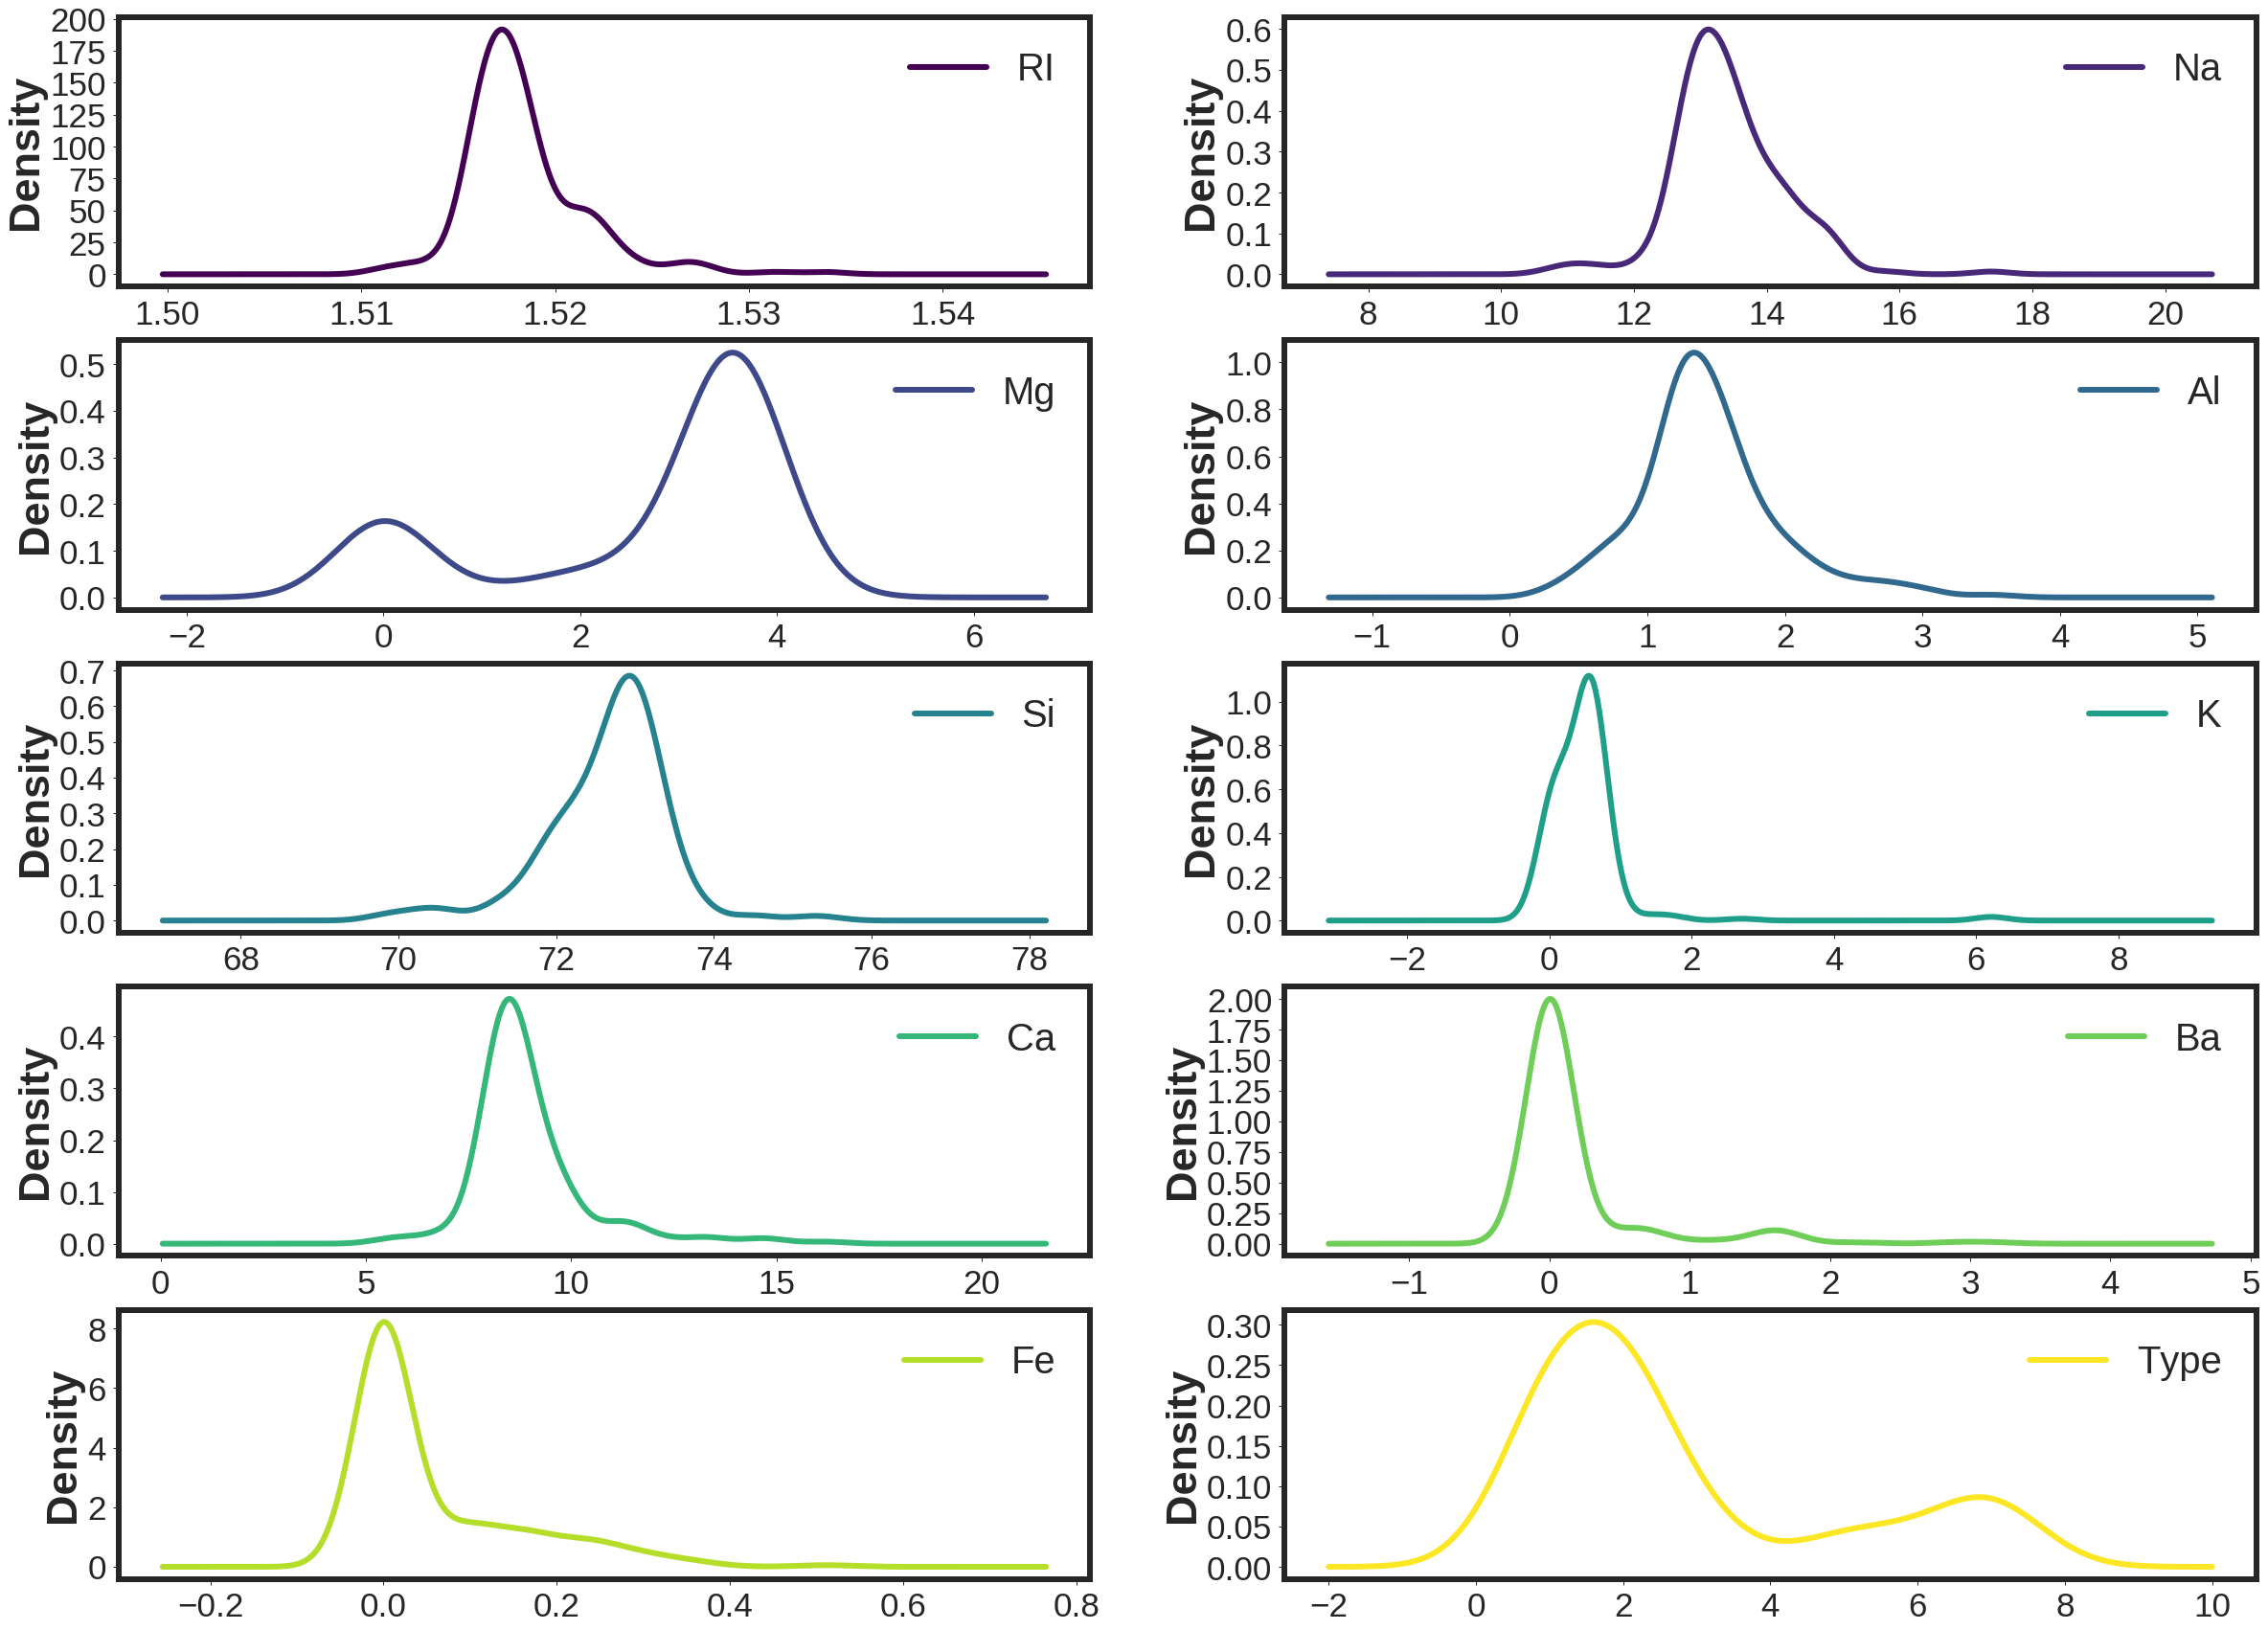 200
175
150
125
100
75
50
25
0
Density
RI
1.50 1.51 1.52 1.53 1.54
0.6
0.5
0.4
0.3
0.2
0.1
0.0
Density
Na
8 10 12 14 16 18 20
0.5
0.4
0.3
0.2
0.1
0.0
Density
Mg
−2 0 2 4 6
1.0
0.8
0.6
0.4
0.2
0.0
Density
Al
−1 0 1 2 3 4 5
0.7
0.6
0.5
0.4
0.3
0.2
0.1
0.0
Density
Si
68 70 72 74 76 78
1.0
0.8
0.6
0.4
0.2
0.0
Density
K
−2 0 2 4 6 8
0.4
0.3
0.2
0.1
0.0
Density
Ca
0 5 10 15 20
2.00
1.75
1.50
1.25
1.00
0.75
0.50
0.25
0.00
Density
Ba
−1 0 1 2 3 4 5
8
6
4
2
0
Density
Fe
−0.2 0.0 0.2 0.4 0.6 0.8
0.30
0.25
0.20
0.15
0.10
0.05
0.00
Density
Type
−2 0 2 4 6 8 10